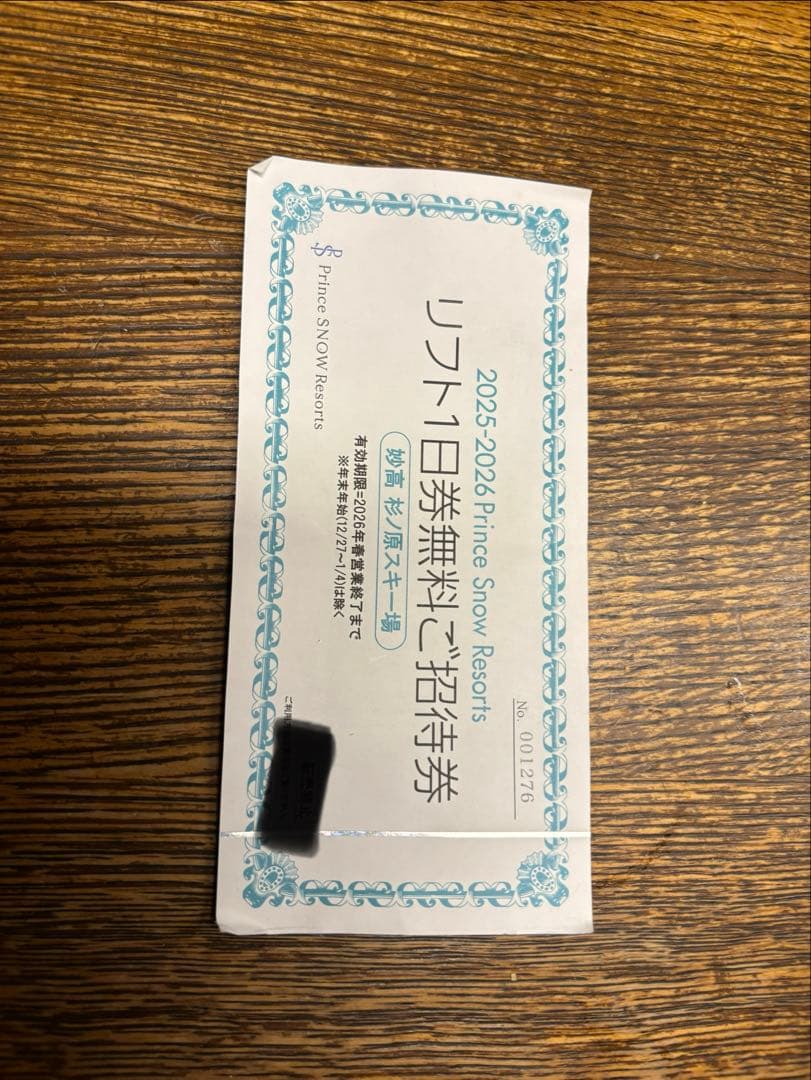 No. 001276
2025-2026 Prince Snow Resorts
リフト1日券無料ご招待券
妙高 杉ノ原スキー場
有効期限=2026年春営業終了まで
※年末年始(12/27〜1/4)は除く
Prince SNOW Resorts
ご利用